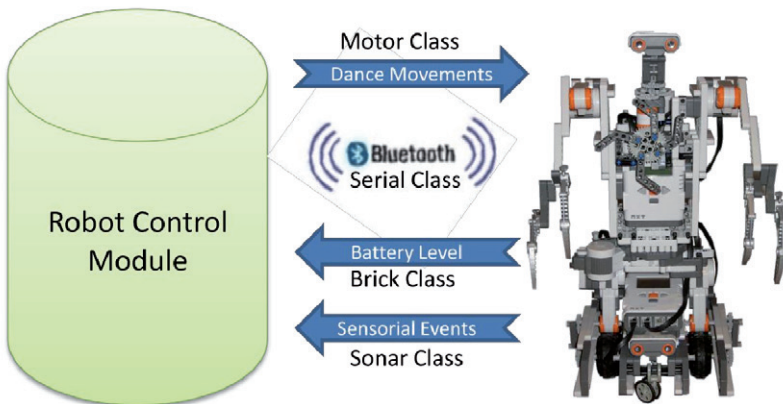 Motor Class
Dance Movements
Bluetooth
Serial Class
Robot Control
Module
Battery Level
Brick Class
Sensorial Events
Sonar Class